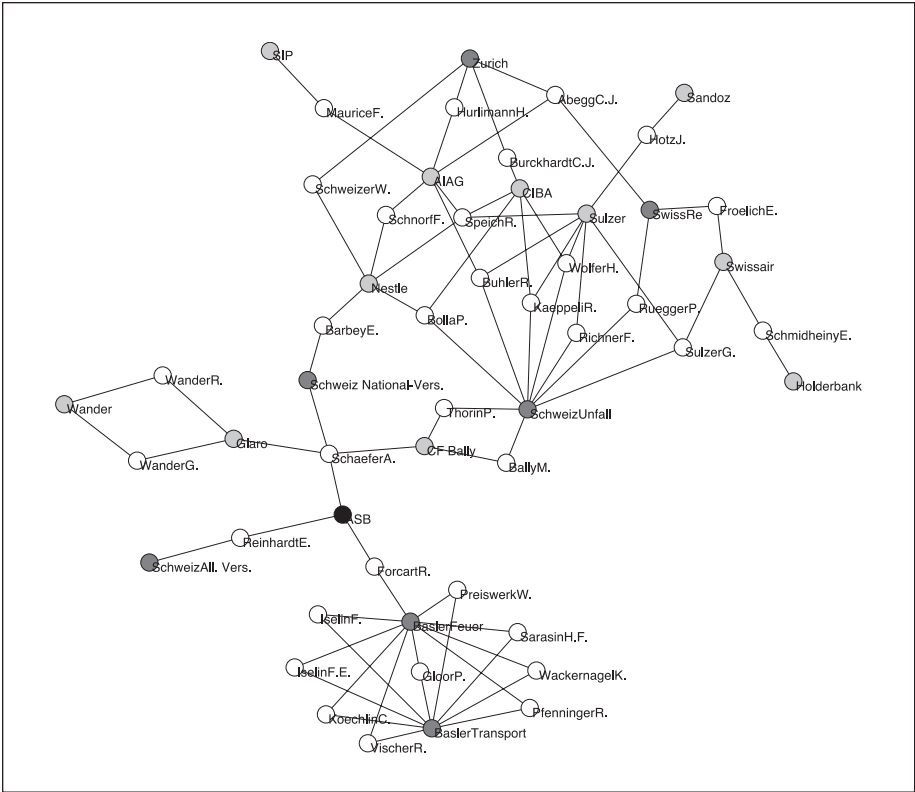 SIP
Zurich
MauriceF.
HurlimannH.
AbeggC.J.
Sandoz
HotzJ.
BurckhardtC.J.
AIAG
CIBA
SchweizerW.
SchnorfF.
SpeichR.
Sulzer
SwissRe
FroelichE.
WolferH.
Swissair
BuhlerR.
Nestle
KaeppeliR.
RueggerP.
BollaP.
BarbeyE.
RichnerF.
SchmidheinyE.
SulzerG.
WanderR.
Schweiz National-Vers.
Holderbank
Wander
ThorinP.
SchweizUnfall
Glaro
CF Bally
SchaeferA.
WanderG.
BallyM.
ASB
ReinhardtE.
SchweizAll. Vers.
ForcartR.
PreiswerkW.
IselinF.
BaslerFeuer
SarasinH.F.
IselinF.E.
GloorP.
WackernagelK.
KoechlinC.
PfenningerR.
BaslerTransport
VischerR.